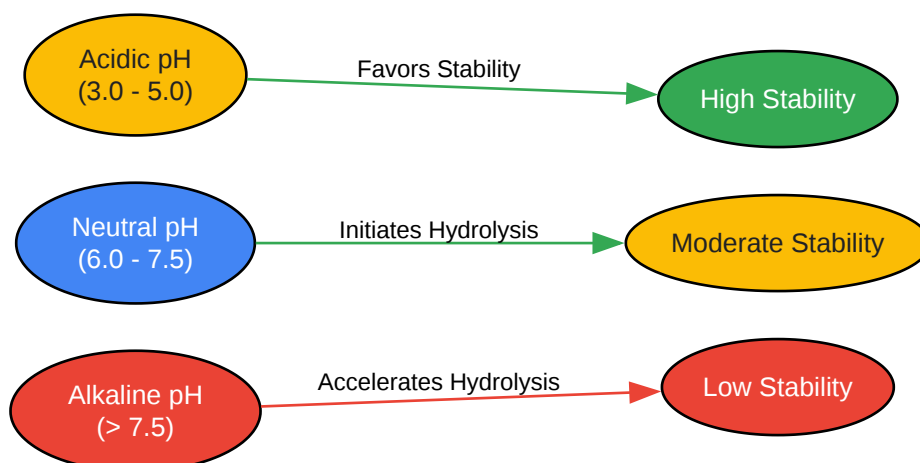 Acidic pH
(3.0 - 5.0)
Favors Stability
High Stability
Neutral pH
(6.0 - 7.5)
Initiates Hydrolysis
Moderate Stability
Alkaline pH
(> 7.5)
Accelerates Hydrolysis
Low Stability